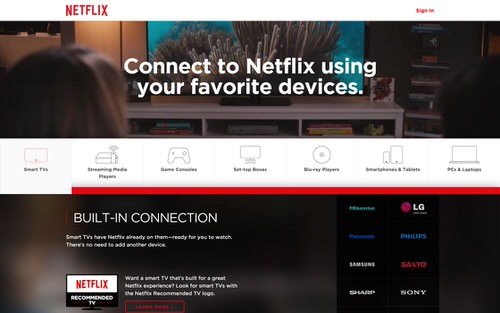 NETFLIX
Sign In
Connect to Netflix using
your favorite devices.
Smart TVs
Streaming Media
Players
Game Consoles
Set-top Boxes
Blu-ray Players
Smartphones & Tablets
PCs & Laptops
BUILT-IN CONNECTION
Smart TVs have Netflix already on them—ready for you to watch.
There's no need to add another device.
Hisense
LG
Panasonic
PHILIPS
SAMSUNG
SANYO
SHARP
SONY
NETFLIX
RECOMMENDED
TV
Want a smart TV that's built for a great
Netflix experience? Look for smart TVs with
the Netflix Recommended TV logo.
LEARN MORE